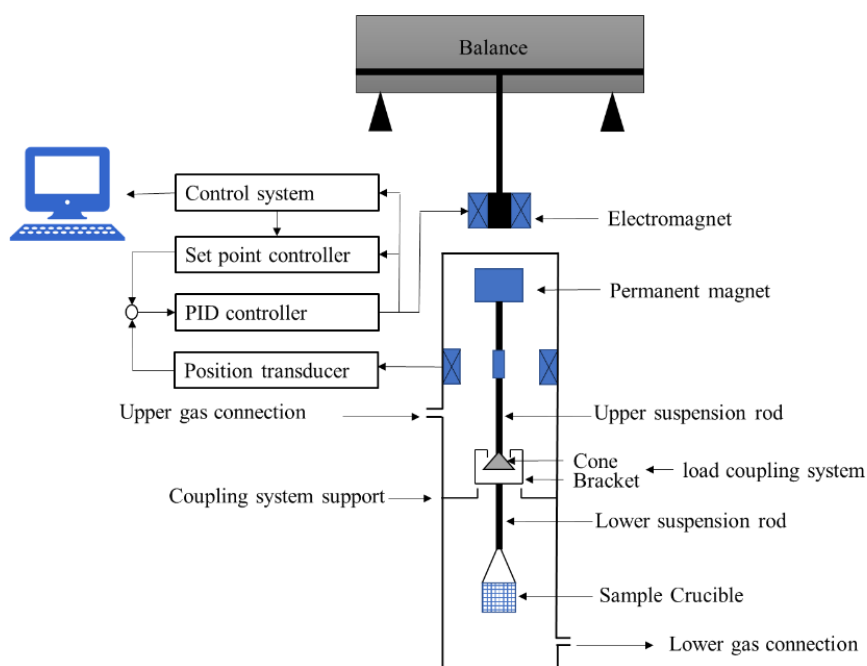 Balance
Control system
Electromagnet
Set point controller
Permanent magnet
PID controller
Position transducer
Upper gas connection
Upper suspension rod
Cone
load coupling system
Bracket
Coupling system support
Lower suspension rod
Sample Crucible
Lower gas connection